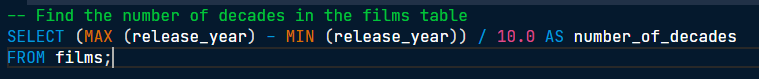 -- Find the number of decades in the films table
SELECT (MAX (release_year) - MIN (release_year)) / 10.0 AS number_of_decades
FROM films;